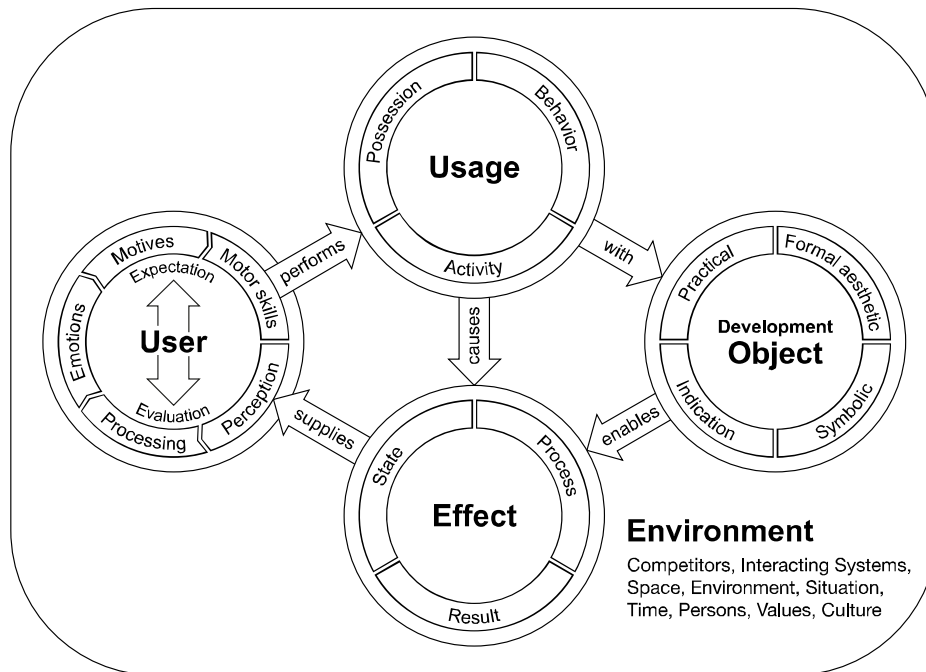 Possession
Behavior
Usage
Activity
performs
with
causes
Motives
Motor skills
Expectation
Emotions
User
Evaluation
Processing
Perception
Practical
Formal aesthetic
Development
Object
Indication
Symbolic
supplies
enables
State
Process
Effect
Result
Environment
Competitors, Interacting Systems,
Space, Environment, Situation,
Time, Persons, Values, Culture